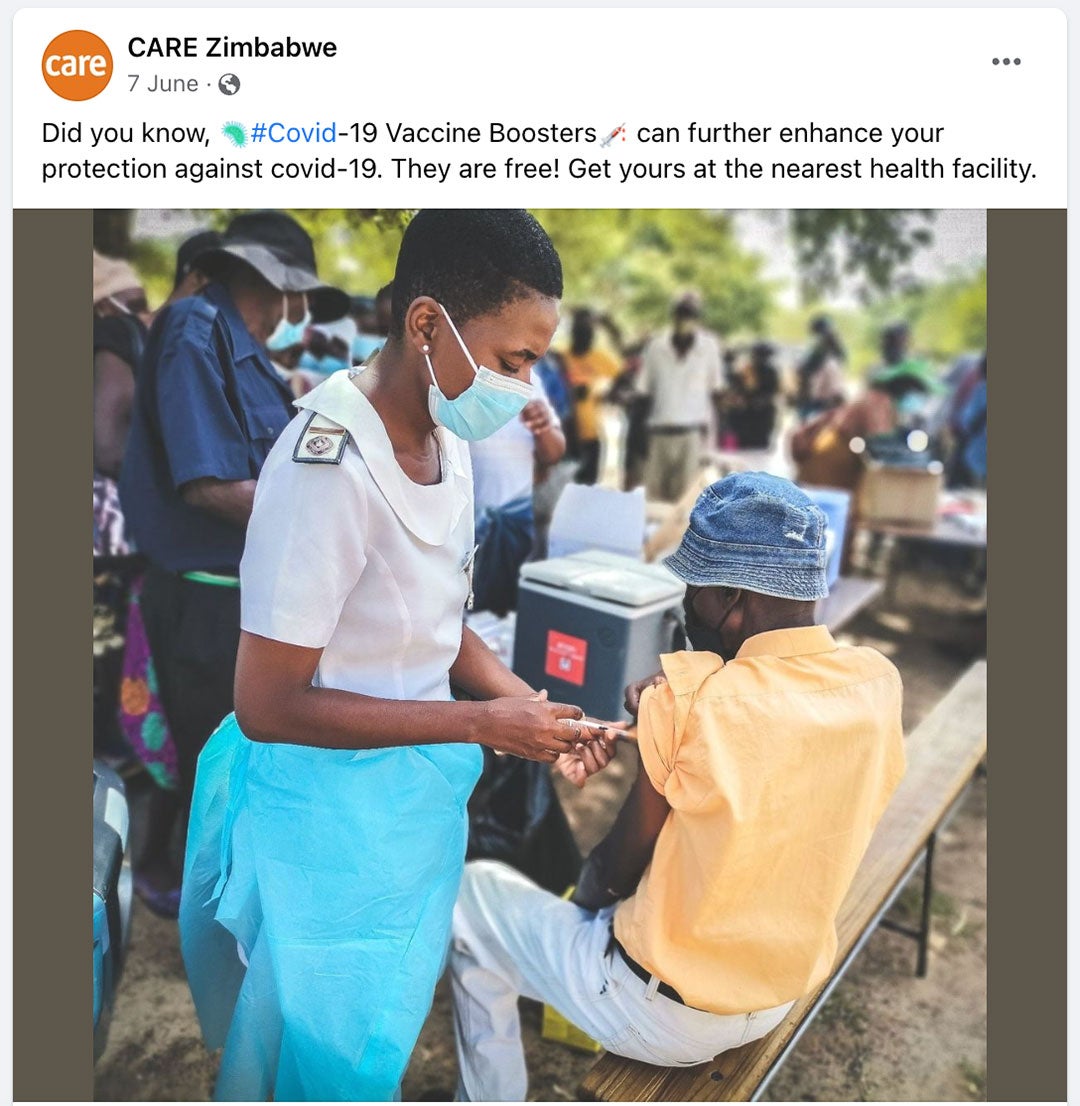 care
CARE Zimbabwe
7 June ·
Did you know, 🦠#Covid-19 Vaccine Boosters💉 can further enhance your
protection against covid-19. They are free! Get yours at the nearest health facility.